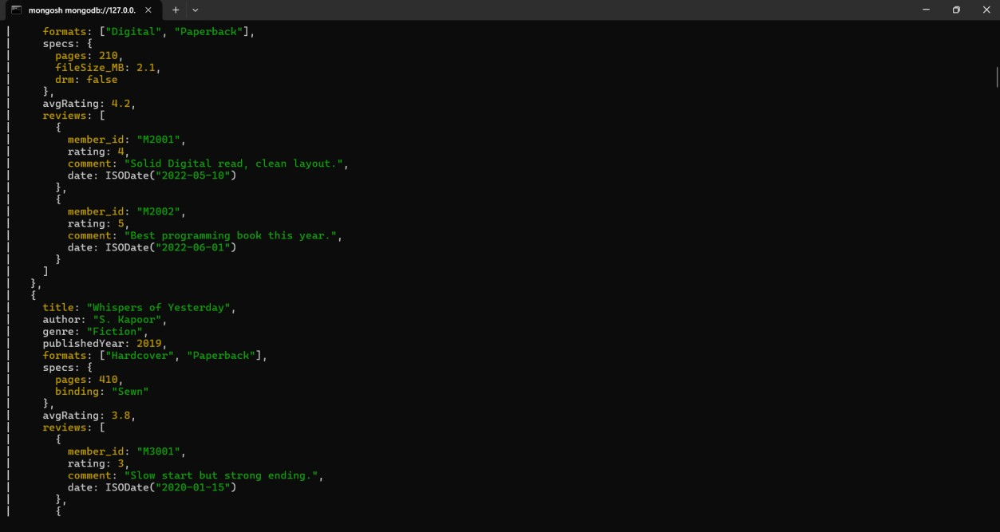 mongosh mongodb://127.0.0.
|     formats: ["Digital", "Paperback"],
|     specs: {
|       pages: 210,
|       fileSize_MB: 2.1,
|       drm: false
|     },
|     avgRating: 4.2,
|     reviews: [
|       {
|         member_id: "M2001",
|         rating: 4,
|         comment: "Solid Digital read, clean layout.",
|         date: ISODate("2022-05-10")
|       },
|       {
|         member_id: "M2002",
|         rating: 5,
|         comment: "Best programming book this year.",
|         date: ISODate("2022-06-01")
|       }
|     ]
|   },
|   {
|     title: "Whispers of Yesterday",
|     author: "S. Kapoor",
|     genre: "Fiction",
|     publishedYear: 2019,
|     formats: ["Hardcover", "Paperback"],
|     specs: {
|       pages: 410,
|       binding: "Sewn"
|     },
|     avgRating: 3.8,
|     reviews: [
|       {
|         member_id: "M3001",
|         rating: 3,
|         comment: "Slow start but strong ending.",
|         date: ISODate("2020-01-15")
|       },
|       {